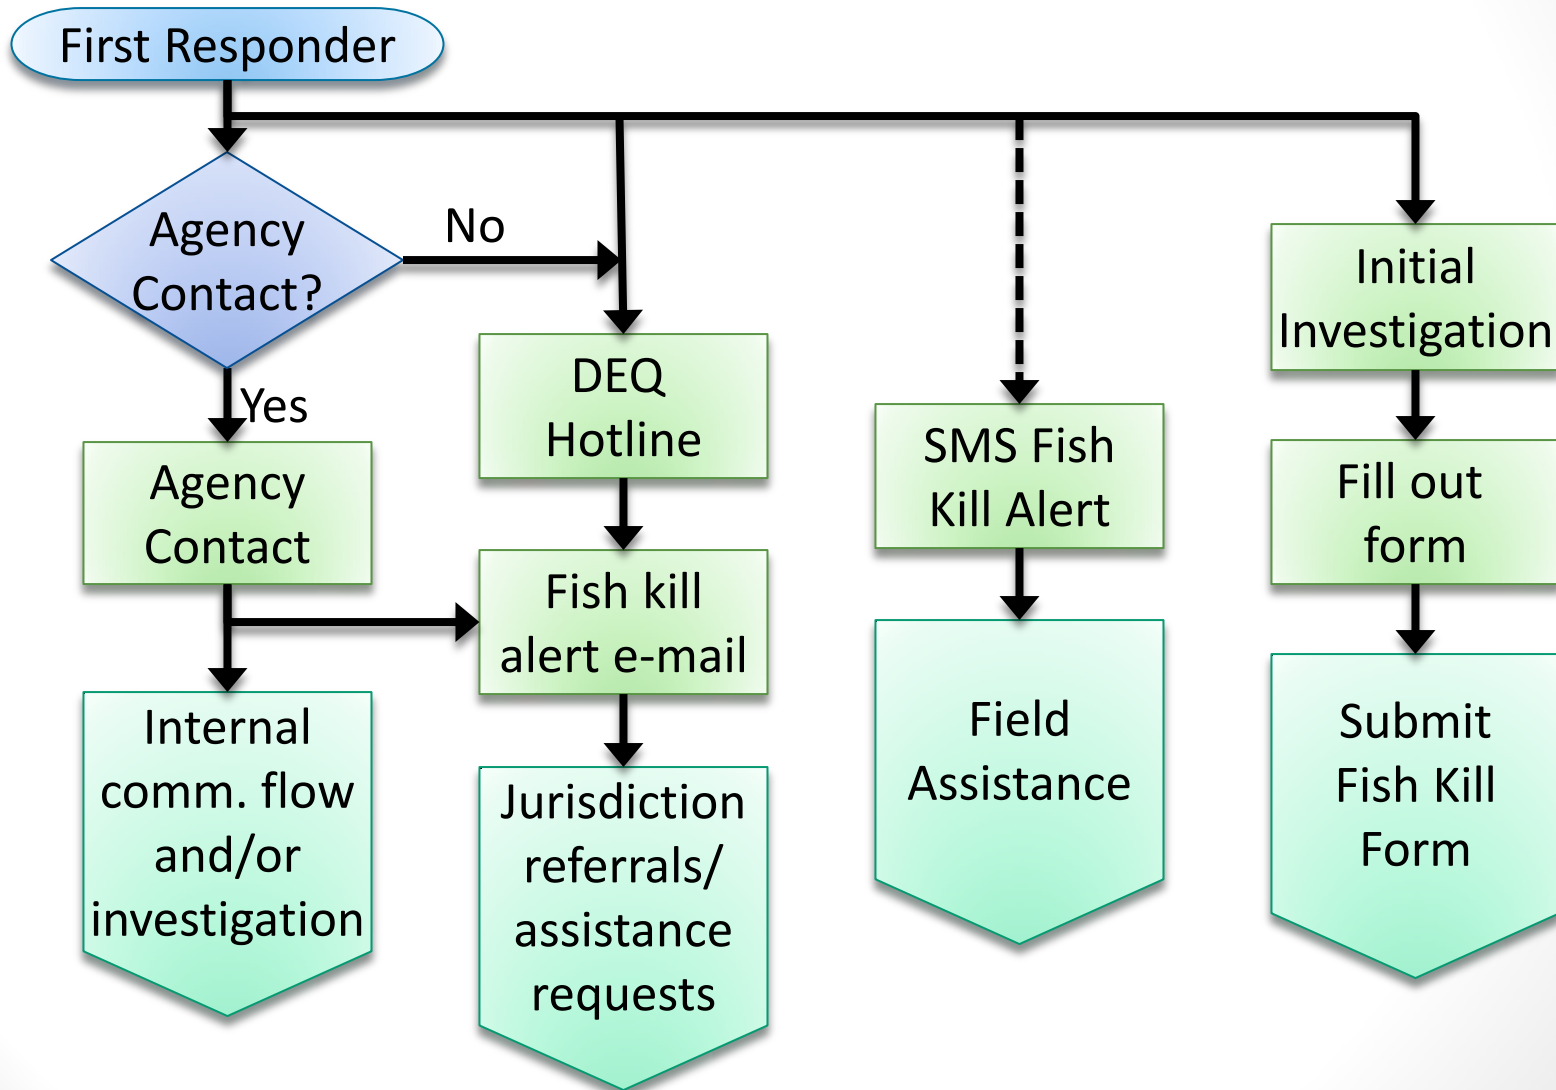 First Responder
Agency
Contact?
No
Yes
Agency
Contact
Internal
comm. flow
and/or
investigation
DEQ
Hotline
Fish kill
alert e-mail
Jurisdiction
referrals/
assistance
requests
SMS Fish
Kill Alert
Field
Assistance
Initial
Investigation
Fill out
form
Submit
Fish Kill
Form